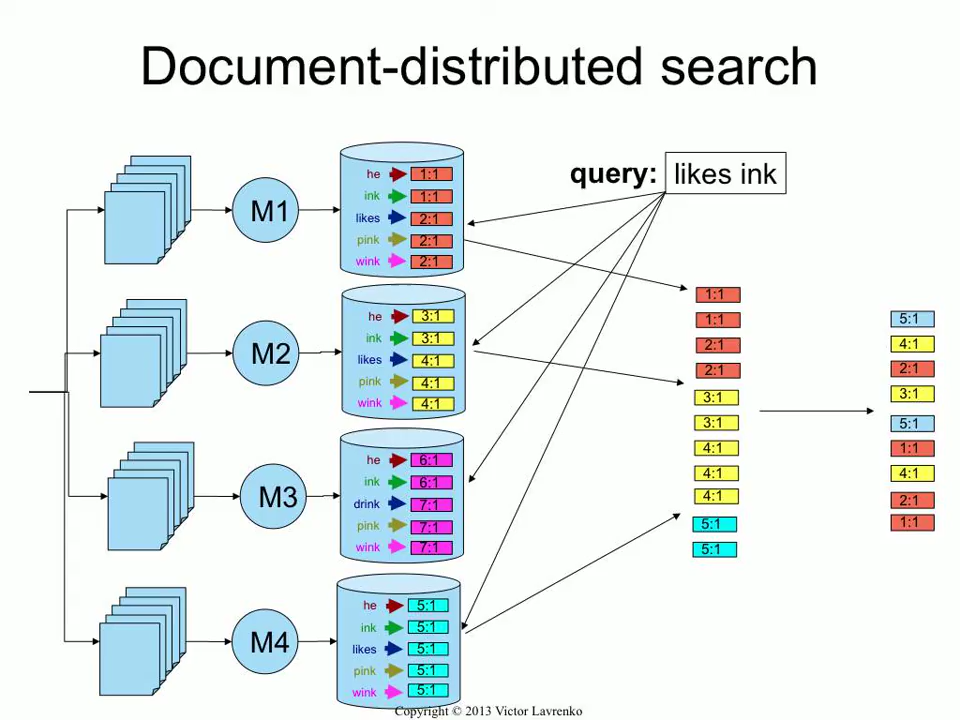 Document-distributed search
query: likes ink
M1
he 1:1
ink 1:1
likes 2:1
pink 2:1
wink 2:1
M2
he 3:1
ink 3:1
likes 4:1
pink 4:1
wink 4:1
M3
he 6:1
ink 6:1
drink 7:1
pink 7:1
wink 7:1
M4
he 5:1
ink 5:1
likes 5:1
pink 5:1
wink 5:1
1:1
1:1
2:1
2:1
3:1
3:1
4:1
4:1
4:1
5:1
5:1
5:1
4:1
2:1
3:1
5:1
1:1
4:1
2:1
1:1
Copyright © 2013 Victor Lavrenko